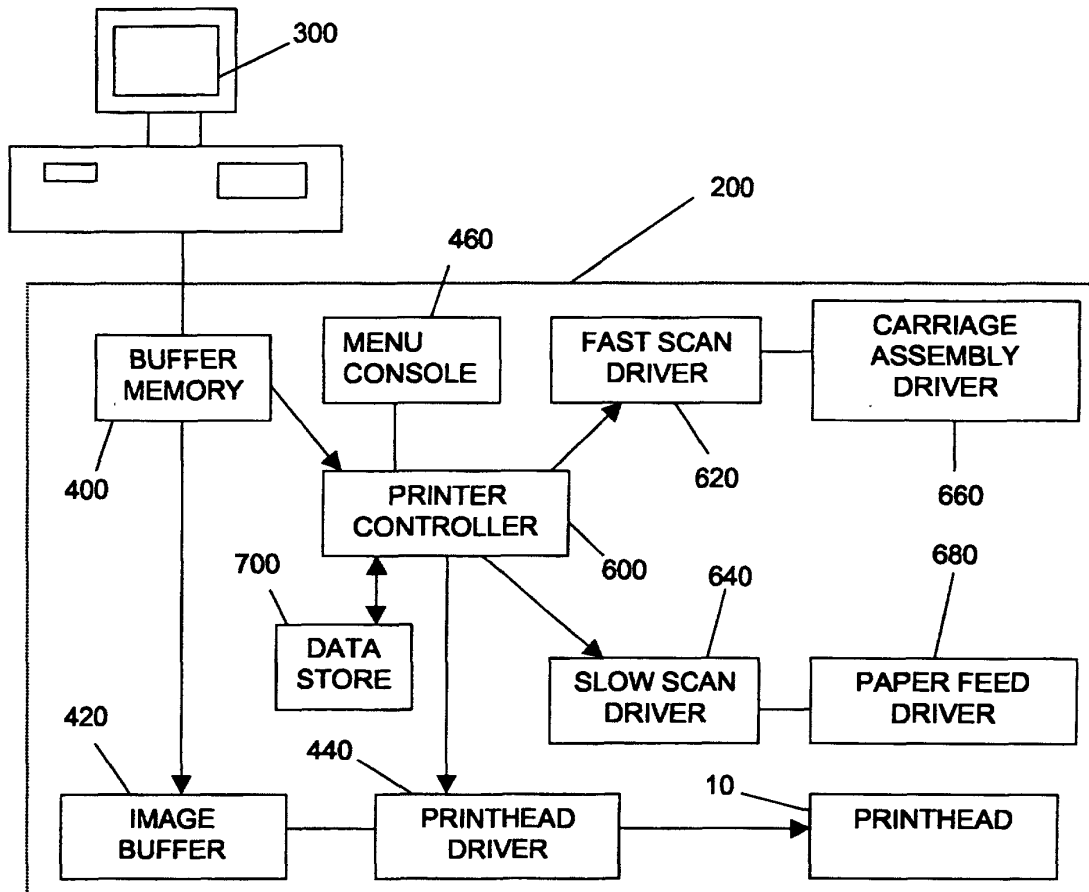 300
200
460
BUFFER
MEMORY
MENU
CONSOLE
FAST SCAN
DRIVER
CARRIAGE
ASSEMBLY
DRIVER
400
620
660
PRINTER
CONTROLLER
700
600
640
680
DATA
STORE
SLOW SCAN
DRIVER
PAPER FEED
DRIVER
420
440
10
IMAGE
BUFFER
PRINTHEAD
DRIVER
PRINTHEAD